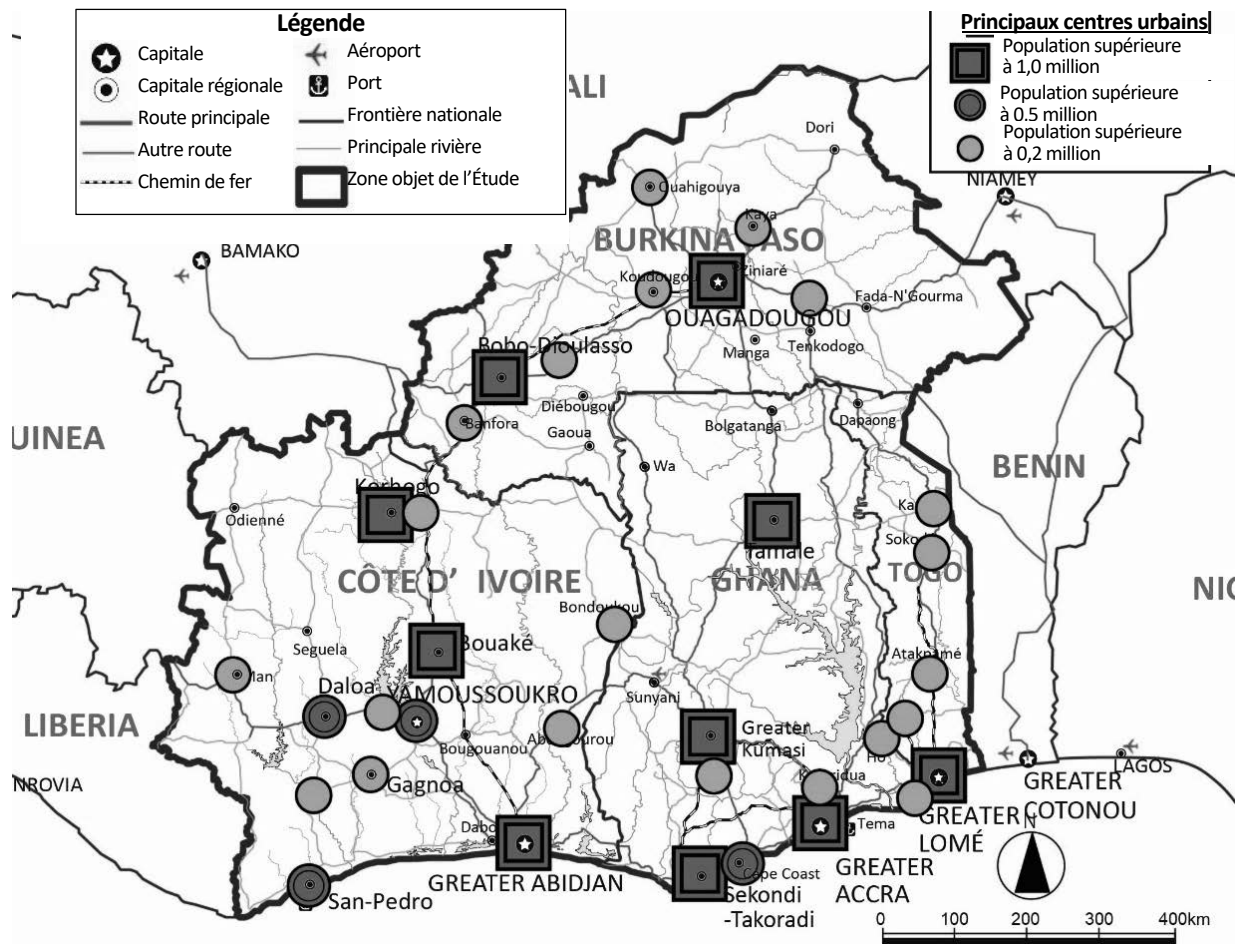 Légende
Capitale
Capitale régionale
Route principale
Autre route
Chemin de fer
Aéroport
Port
Frontière nationale
Principale rivière
Zone objet de l'Étude
Principaux centres urbains
Population supérieure
à 1,0 million
Population supérieure
à 0.5 million
Population supérieure
à 0,2 million
ALI
Dori
NIAMEY
Ouahigouya
Kaya
BURKINA FASO
BAMAKO
Koudougou
Ziniaré
Fada-N'Gourma
OUAGADOUGOU
Bobo-Dioulasso
Manga
Tenkodogo
Diébougou
Banfora
Gaoua
Bolgatanga
Dapaong
UINEA
BENIN
Wa
Korhogo
Odienné
Ka
Tamale
Soko
CÔTE D' IVOIRE
GHANA
TOGO
NIG
Bondoukou
Seguela
Bouaké
Atakpamé
Man
Daloa
YAMOUSSOUKRO
Sunyani
LIBERIA
Bougouanou
Greater
Kumasi
Ho
NROVIA
Gagnoa
LAGOS
GREATER
COTONOU
Tema
GREATER
LOMÉ
N
GREATER ABIDJAN
GREATER
ACCRA
Cape Coast
San-Pedro
Sekondi
-Takoradi
0 100 200 300 400km